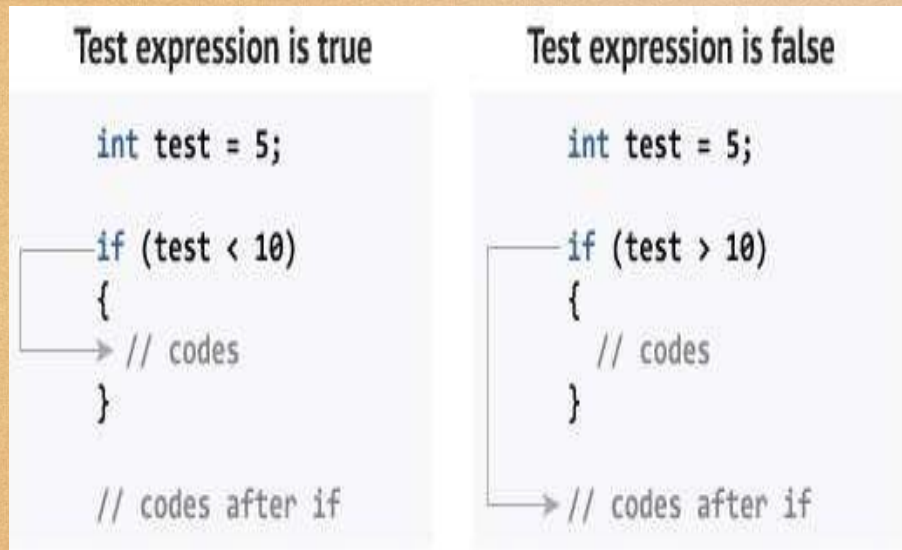 Test expression is true
int test = 5;
if (test < 10)
{
// codes
}
// codes after if
Test expression is false
int test = 5;
if (test > 10)
{
// codes
}
// codes after if